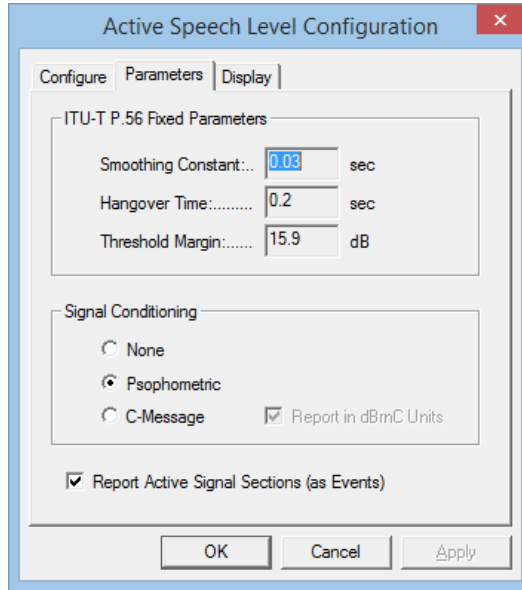 Active Speech Level Configuration
Configure Parameters Display
ITU-T P.56 Fixed Parameters
Smoothing Constant:.. 0.03 sec
Hangover Time:......... 0.2 sec
Threshold Margin:...... 15.9 dB
Signal Conditioning
None
Psophometric
C-Message Report in dBrnC Units
Report Active Signal Sections (as Events)
OK Cancel Apply